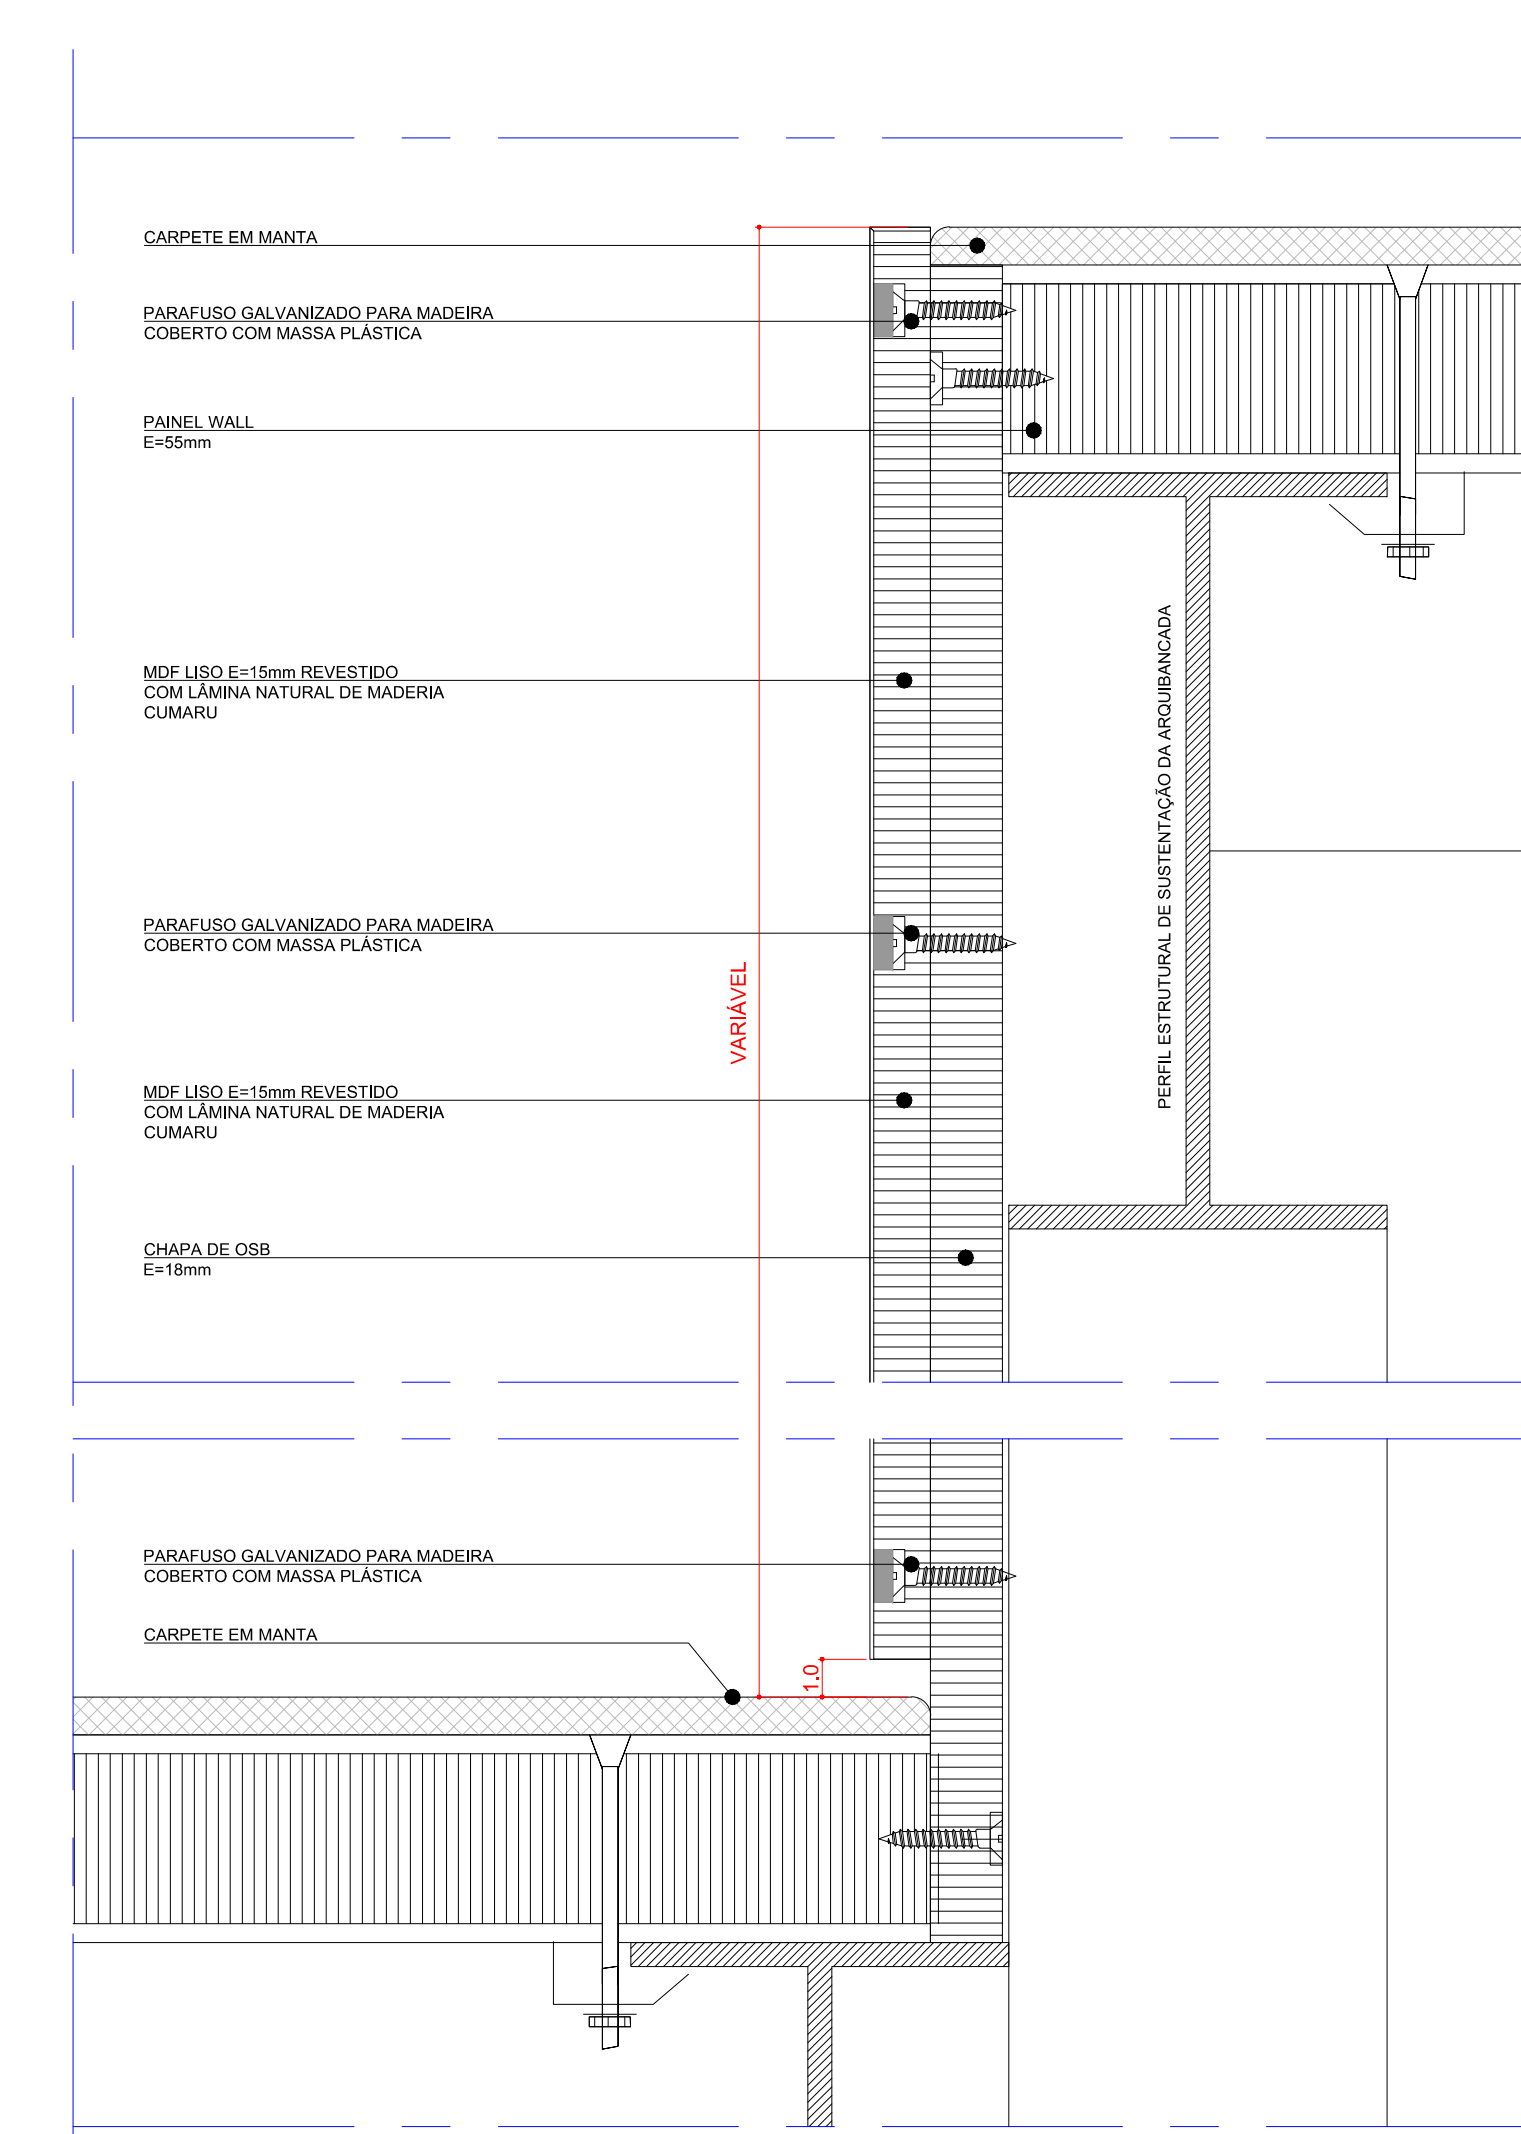 CARPETE EM MANTA
PARAFUSO GALVANIZADO PARA MADEIRA
COBERTO COM MASSA PLÁSTICA
PAINEL WALL
E=55mm
MDF LISO E=15mm REVESTIDO
COM LÂMINA NATURAL DE MADERIA
CUMARU
PERFIL ESTRUTURAL DE SUSTENTAÇÃO DA ARQUIBANCADA
PARAFUSO GALVANIZADO PARA MADEIRA
COBERTO COM MASSA PLÁSTICA
VARIÁVEL
MDF LISO E=15mm REVESTIDO
COM LÂMINA NATURAL DE MADERIA
CUMARU
CHAPA DE OSB
E=18mm
PARAFUSO GALVANIZADO PARA MADEIRA
COBERTO COM MASSA PLÁSTICA
CARPETE EM MANTA
1.0